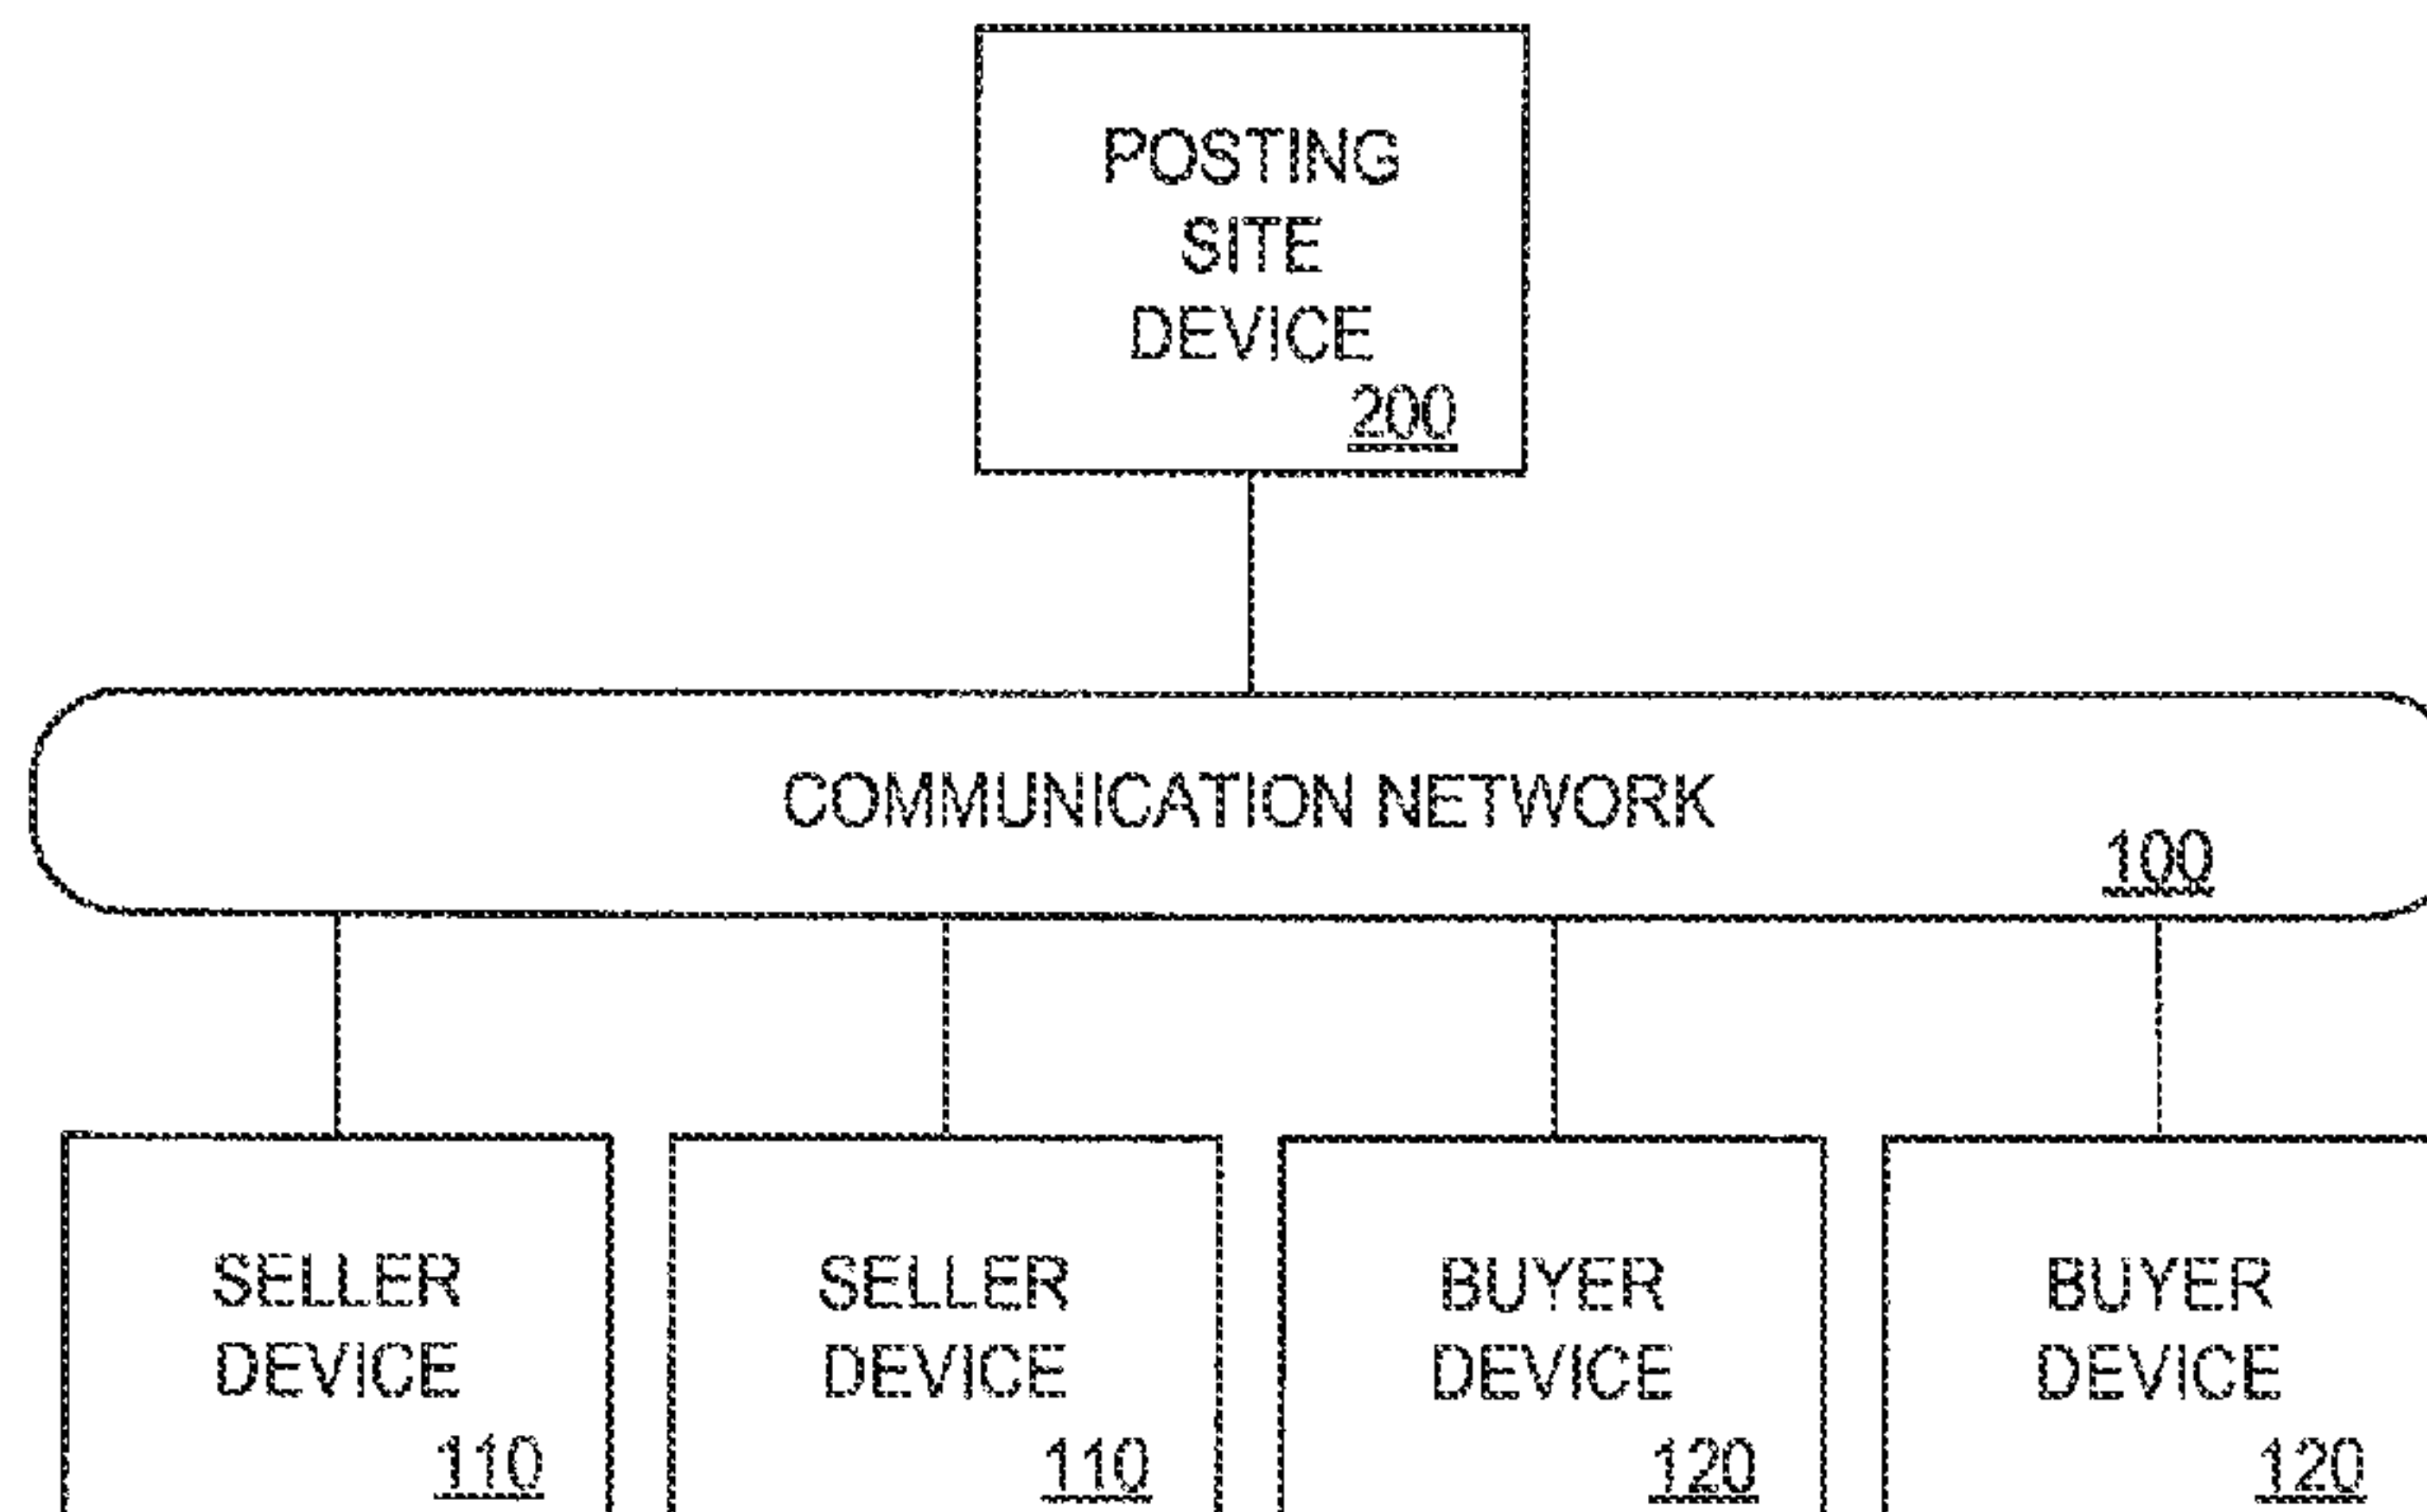 POSTING
SITE
DEVICE
200
COMMUNICATION NETWORK
100
SELLER
DEVICE
110
SELLER
DEVICE
110
BUYER
DEVICE
120
BUYER
DEVICE
120